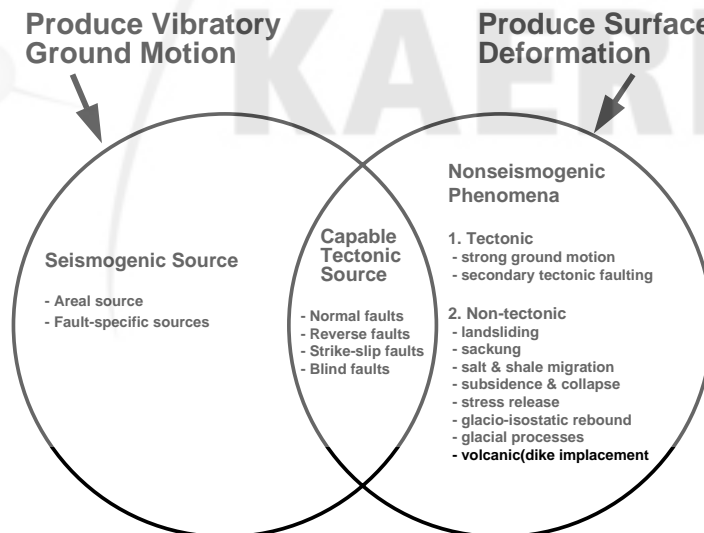 Produce Vibratory
Ground Motion
Produce Surface
Deformation
KAERI
Seismogenic Source
- Areal source
- Fault-specific sources
Capable
Tectonic
Source
- Normal faults
- Reverse faults
- Strike-slip faults
- Blind faults
Nonseismogenic
Phenomena
1. Tectonic
- strong ground motion
- secondary tectonic faulting
2. Non-tectonic
- landsliding
- sackung
- salt & shale migration
- subsidence & collapse
- stress release
- glacio-isostatic rebound
- glacial processes
- volcanic(dike implacement